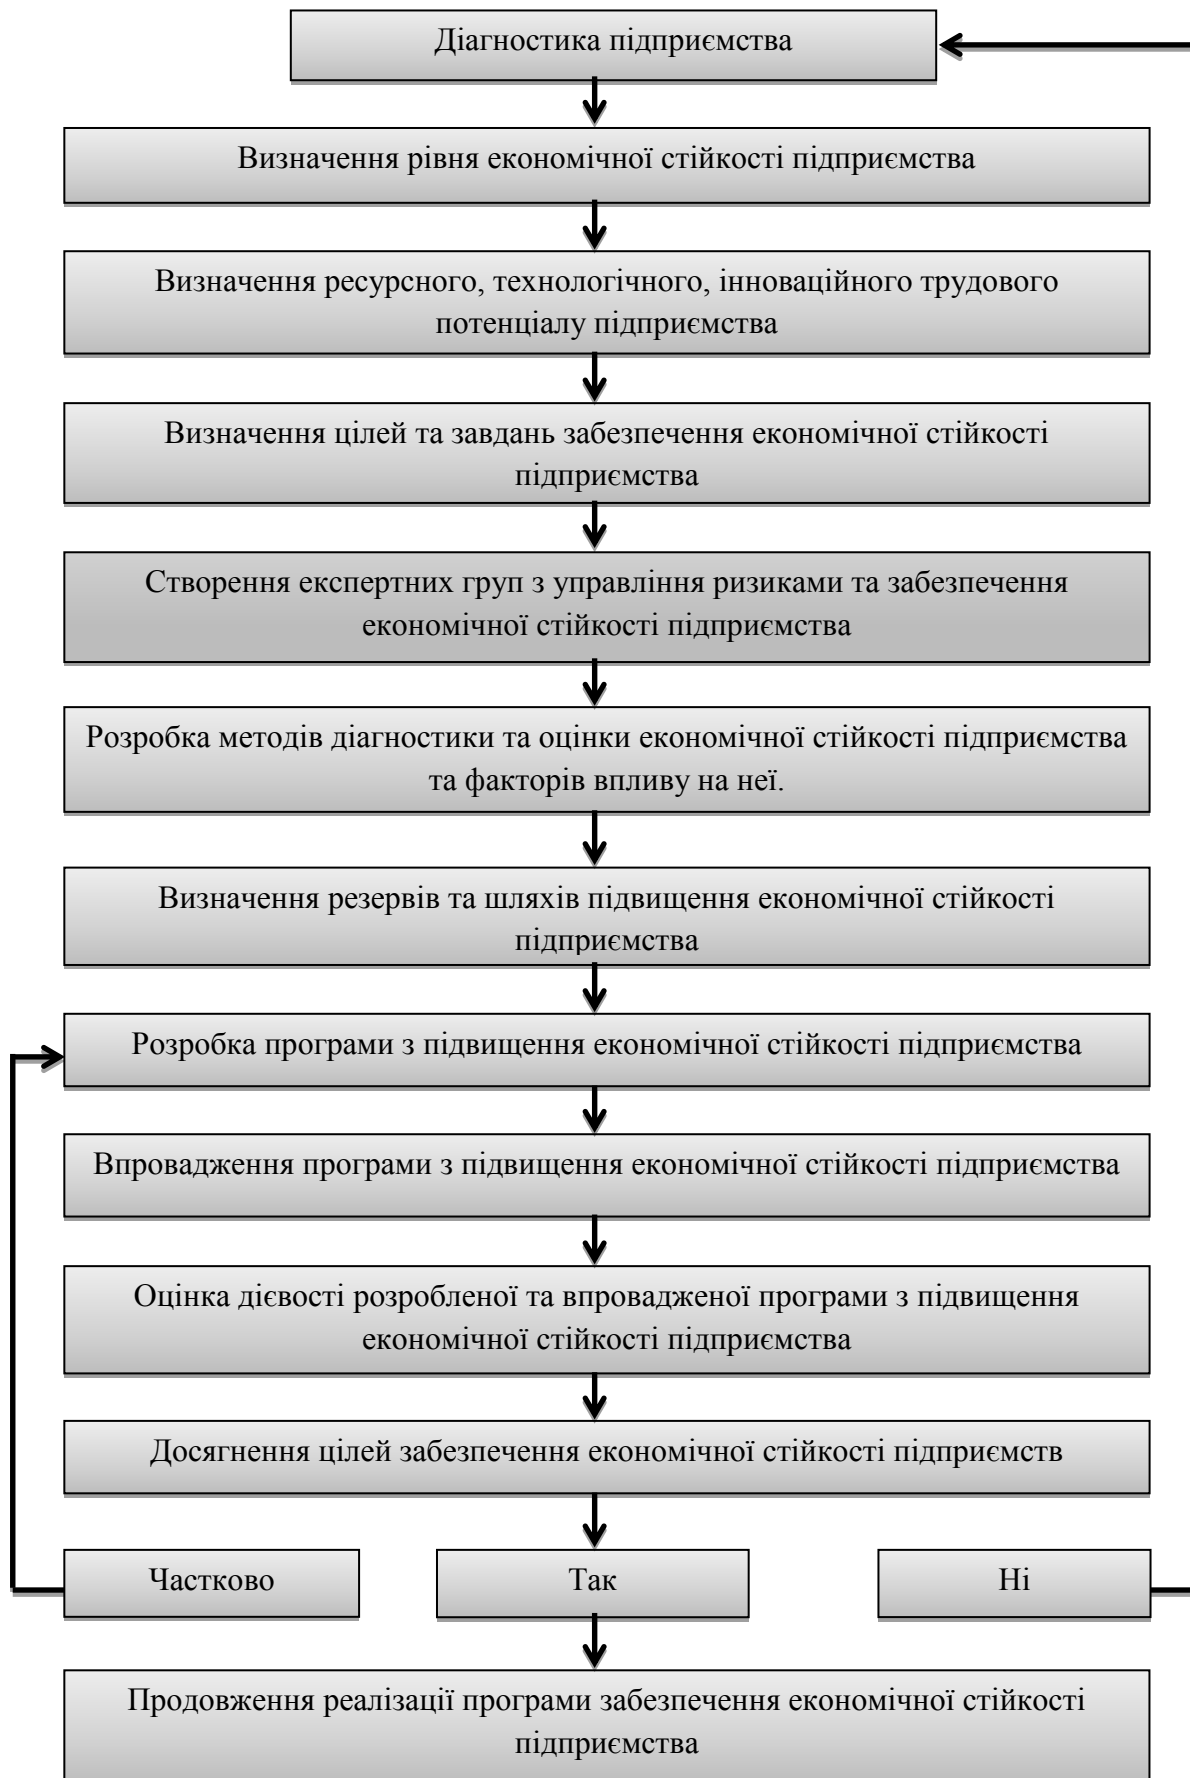 Діагностика підприємства
Визначення рівня економічної стійкості підприємства
Визначення ресурсного, технологічного, інноваційного трудового
потенціалу підприємства
Визначення цілей та завдань забезпечення економічної стійкості
підприємства
Створення експертних груп з управління ризиками та забезпечення
економічної стійкості підприємства
Розробка методів діагностики та оцінки економічної стійкості підприємства
та факторів впливу на неї.
Визначення резервів та шляхів підвищення економічної стійкості
підприємства
Розробка програми з підвищення економічної стійкості підприємства
Впровадження програми з підвищення економічної стійкості підприємства
Оцінка дієвості розробленої та впровадженої програми з підвищення
економічної стійкості підприємства
Досягнення цілей забезпечення економічної стійкості підприємств
Частково
Так
Ні
Продовження реалізації програми забезпечення економічної стійкості
підприємства